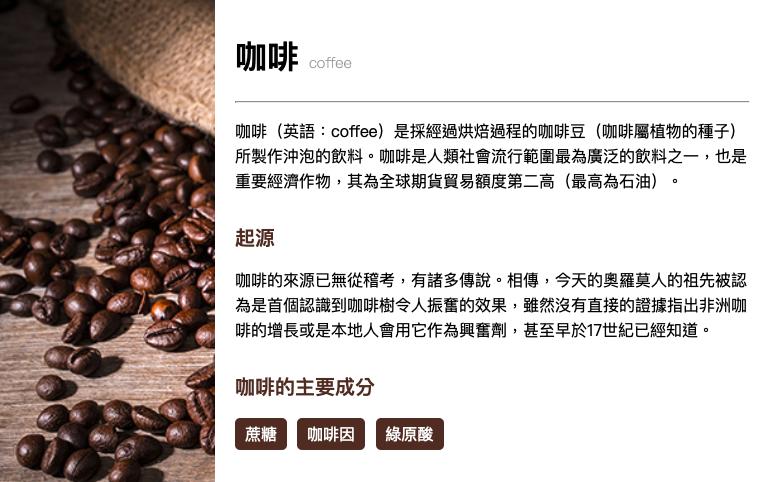 咖啡 coffee
咖啡（英語：coffee）是採經過烘焙過程的咖啡豆（咖啡屬植物的種子）
所製作沖泡的飲料。咖啡是人類社會流行範圍最為廣泛的飲料之一，也是
重要經濟作物，其為全球期貨貿易額度第二高（最高為石油）。
起源
咖啡的來源已無從稽考，有諸多傳說。相傳，今天的奧羅莫人的祖先被認
為是首個認識到咖啡樹令人振奮的效果，雖然沒有直接的證據指出非洲咖
啡的增長或是本地人會用它作為興奮劑，甚至早於17世紀已經知道。
咖啡的主要成分
蔗糖 咖啡因 綠原酸